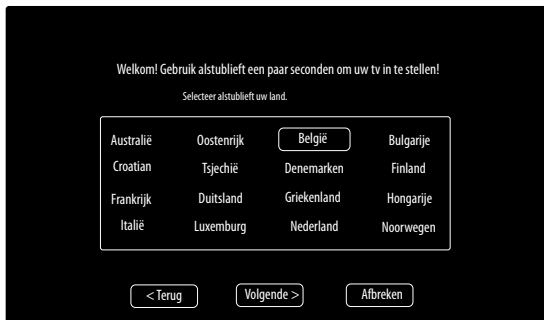 Welkom! Gebruik alstublieft een paar seconden om uw tv in te stellen!
Selecteer alstublieft uw land.
Australië Oostenrijk België Bulgarije
Croatian Tsjechië Denemarken Finland
Frankrijk Duitsland Griekenland Hongarije
Italië Luxemburg Nederland Noorwegen
< Terug Volgende > Afbreken